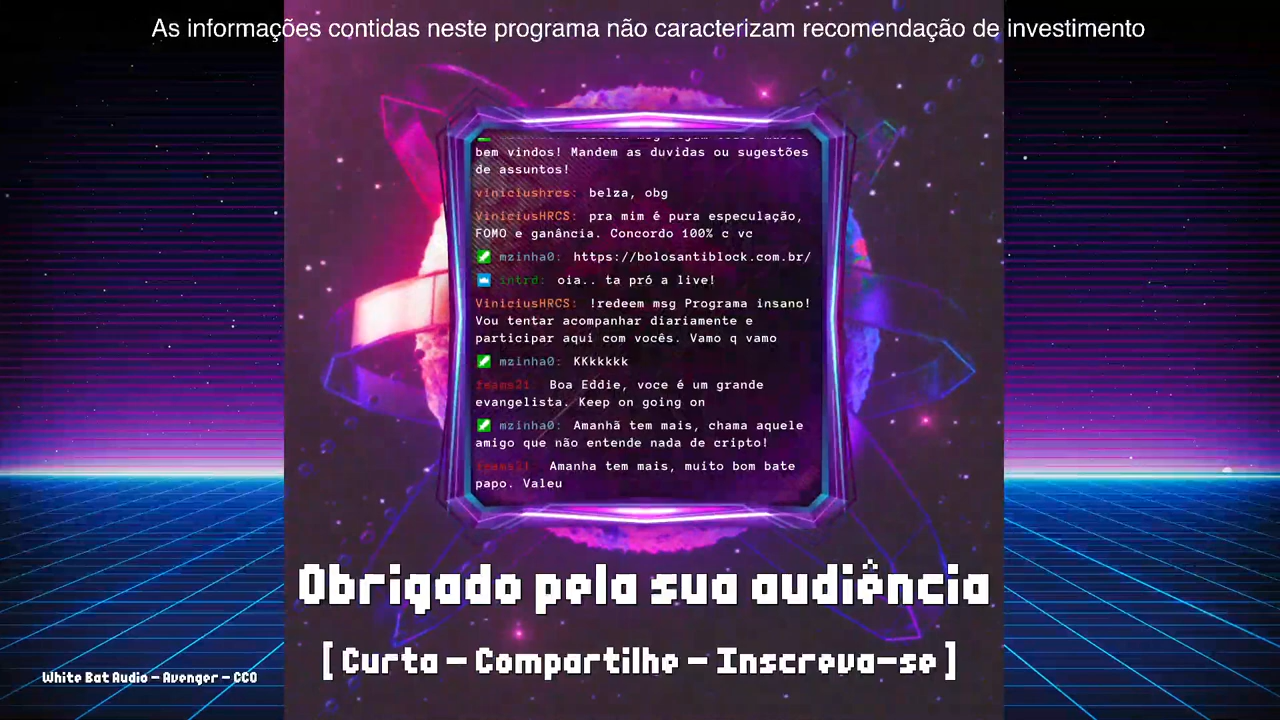 As informações contidas neste programa não caracterizam recomendação de investimento
bem vindos! Mandem as duvidas ou sugestões
de assuntos!
viniciushrcs: belza, obg
ViniciusHRCS: pra mim é pura especulação,
FOMO e ganância. Concordo 100% c vc
mzinha0: https://bolosantiblock.com.br/
intrd: oia.. ta pró a live!
ViniciusHRCS: !redeem msg Programa insano!
Vou tentar acompanhar diariamente e
participar aqui com vocês. Vamo q vamo
mzinha0: KKkkkkk
Boa Eddie, voce é um grande
evangelista. Keep on going on
mzinha0: Amanhã tem mais, chama aquele
amigo que não entende nada de cripto!
Amanha tem mais, muito bom bate
papo. Valeu
Obrigado pela sua audiência
[ Curta - Compartilhe - Inscreva-se ]
White Bat Audio - Avenger - CC0